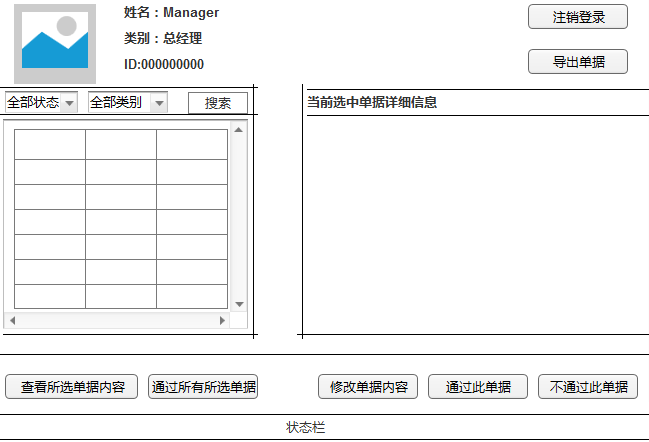 姓名：Manager
类别：总经理
ID:000000000
注销登录
导出单据
全部状态 全部类别 搜索
当前选中单据详细信息
查看所选单据内容 通过所有所选单据 修改单据内容 通过此单据 不通过此单据
状态栏